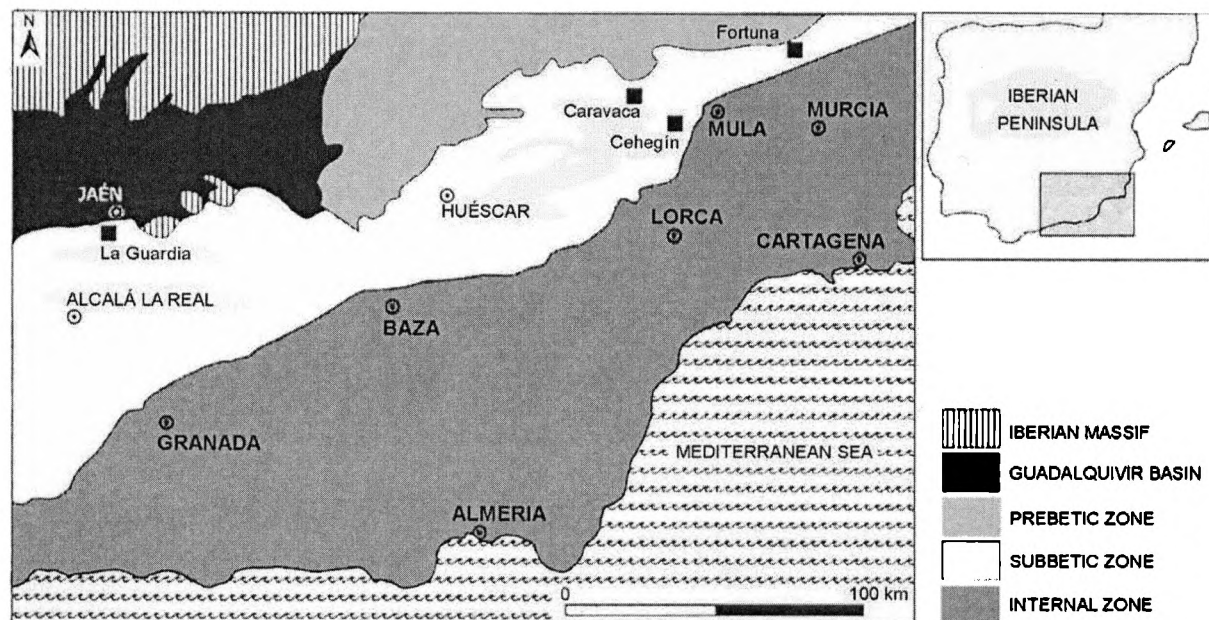 N
Fortuna
Caravaca
Cehegín
MULA
MURCIA
JAÉN
La Guardia
HUÉSCAR
LORCA
CARTAGENA
ALCALÁ LA REAL
BAZA
GRANADA
MEDITERRANEAN SEA
ALMERIA
0
100 km
IBERIAN
PENINSULA
IBERIAN MASSIF
GUADALQUIVIR BASIN
PREBETIC ZONE
SUBBETIC ZONE
INTERNAL ZONE